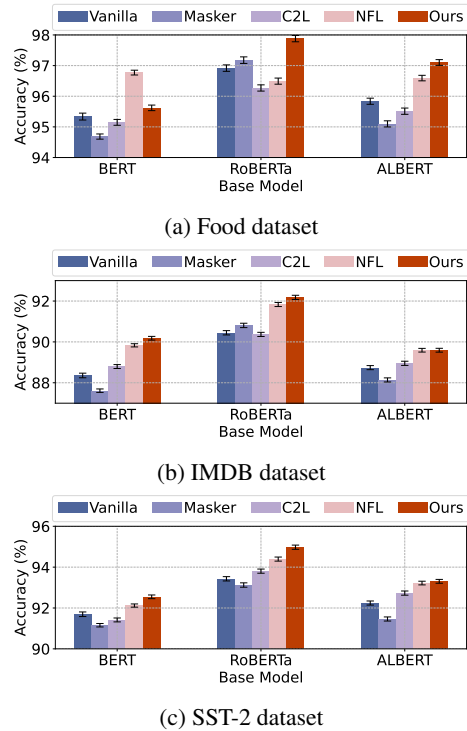 Vanilla Masker C2L NFL Ours
98
97
96
95
94
Accuracy (%)
BERT RoBERTa ALBERT
Base Model
(a) Food dataset
Vanilla Masker C2L NFL Ours
92
90
88
Accuracy (%)
BERT RoBERTa ALBERT
Base Model
(b) IMDB dataset
Vanilla Masker C2L NFL Ours
96
94
92
90
Accuracy (%)
BERT RoBERTa ALBERT
Base Model
(c) SST-2 dataset